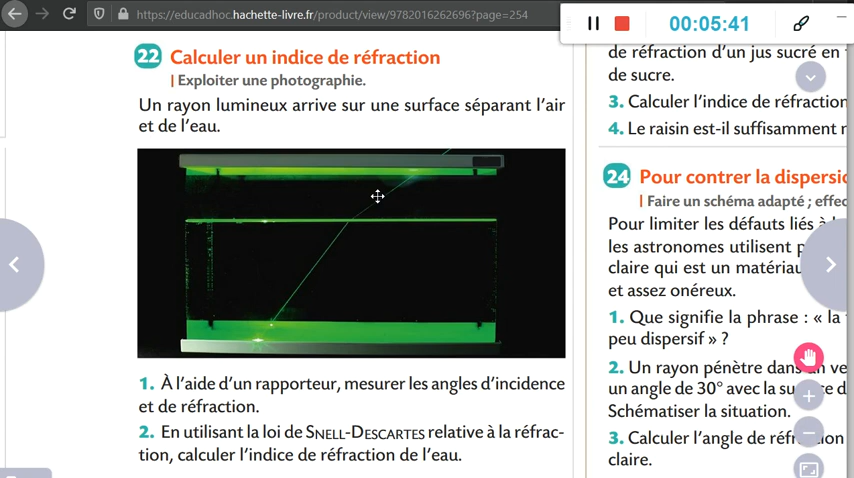 https://educadhoc.hachette-livre.fr/product/view/9782016262696?page=254
00:05:41
22 Calculer un indice de réfraction
| Exploiter une photographie.
Un rayon lumineux arrive sur une surface séparant l'air
et de l'eau.
1. À l'aide d'un rapporteur, mesurer les angles d'incidence
et de réfraction.
2. En utilisant la loi de SNELL-DESCARTES relative à la réfrac-
tion, calculer l'indice de réfraction de l'eau.
de réfraction d'un jus sucré en
de sucre.
3. Calculer l'indice de réfraction
4. Le raisin est-il suffisamment
24 Pour contrer la
| Faire un schéma adapté ;
Pour limiter les défauts liés
les astronomes utilisent
claire qui est un
et assez onéreux.
1. Que signifie la phrase : « la
peu dispersif » ?
2. Un rayon pénètre dans
un angle de 30° avec la
Schématiser la situation.
3. Calculer l'angle de
claire.